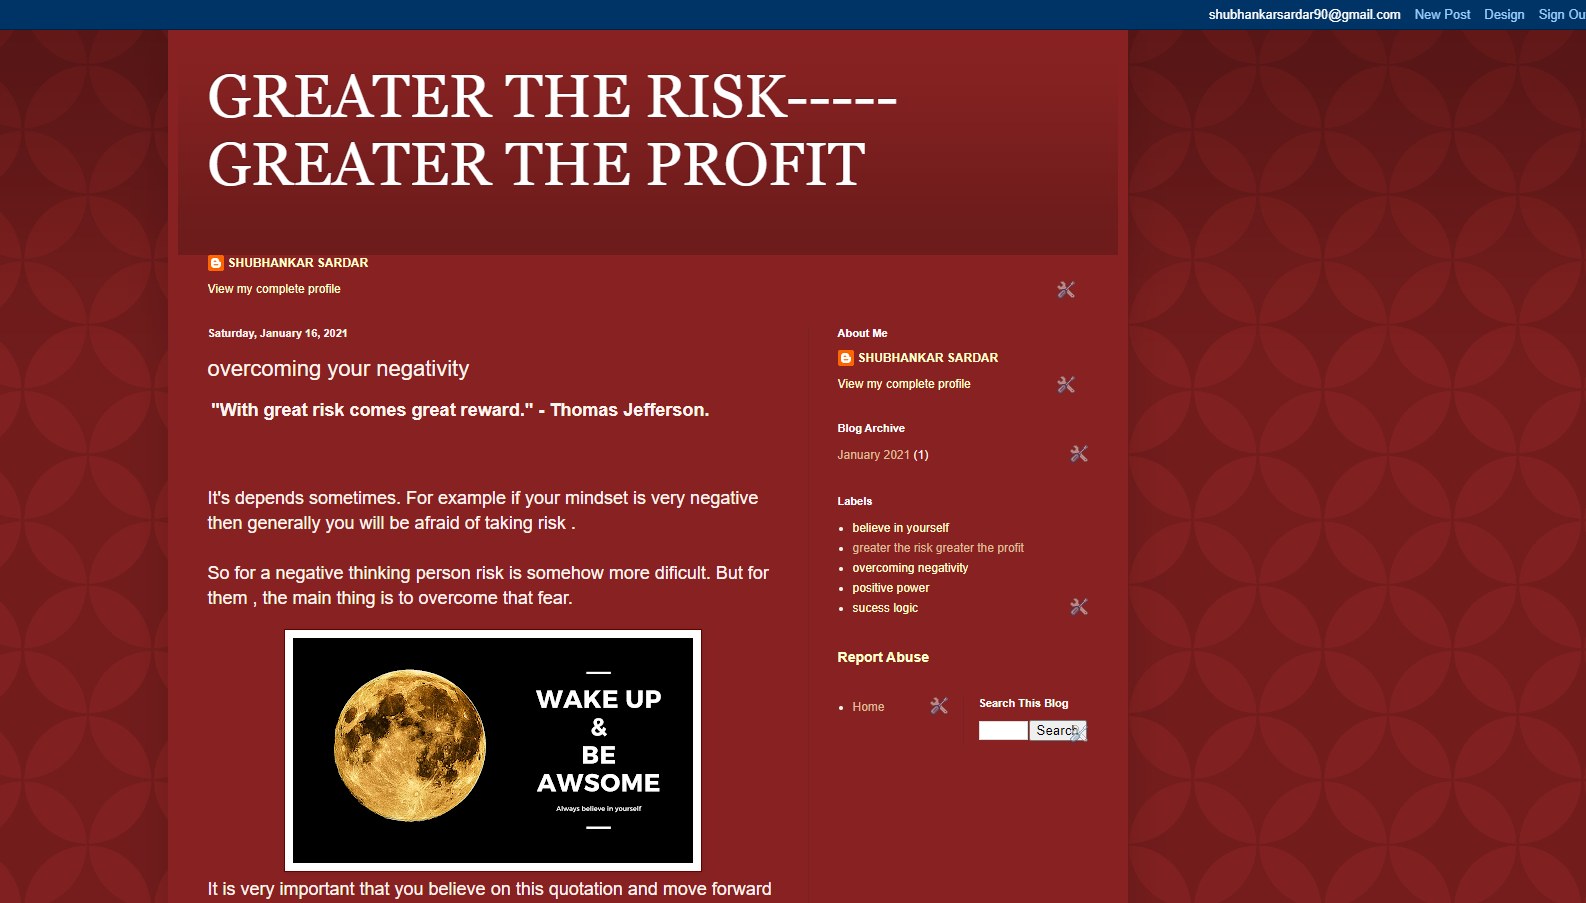 shubhankarsardar90@gmail.com New Post Design Sign Ou
GREATER THE RISK-----
GREATER THE PROFIT
SHUBHANKAR SARDAR
View my complete profile
Saturday, January 16, 2021
overcoming your negativity
"With great risk comes great reward." - Thomas Jefferson.
It's depends sometimes. For example if your mindset is very negative
then generally you will be afraid of taking risk .
So for a negative thinking person risk is somehow more dificult. But for
them , the main thing is to overcome that fear.
WAKE UP
&
BE
AWSOME
Always believe in yourself
It is very important that you believe on this quotation and move forward
About Me
SHUBHANKAR SARDAR
View my complete profile
Blog Archive
January 2021 (1)
Labels
believe in yourself
greater the risk greater the profit
overcoming negativity
positive power
sucess logic
Report Abuse
Home
Search This Blog
Search